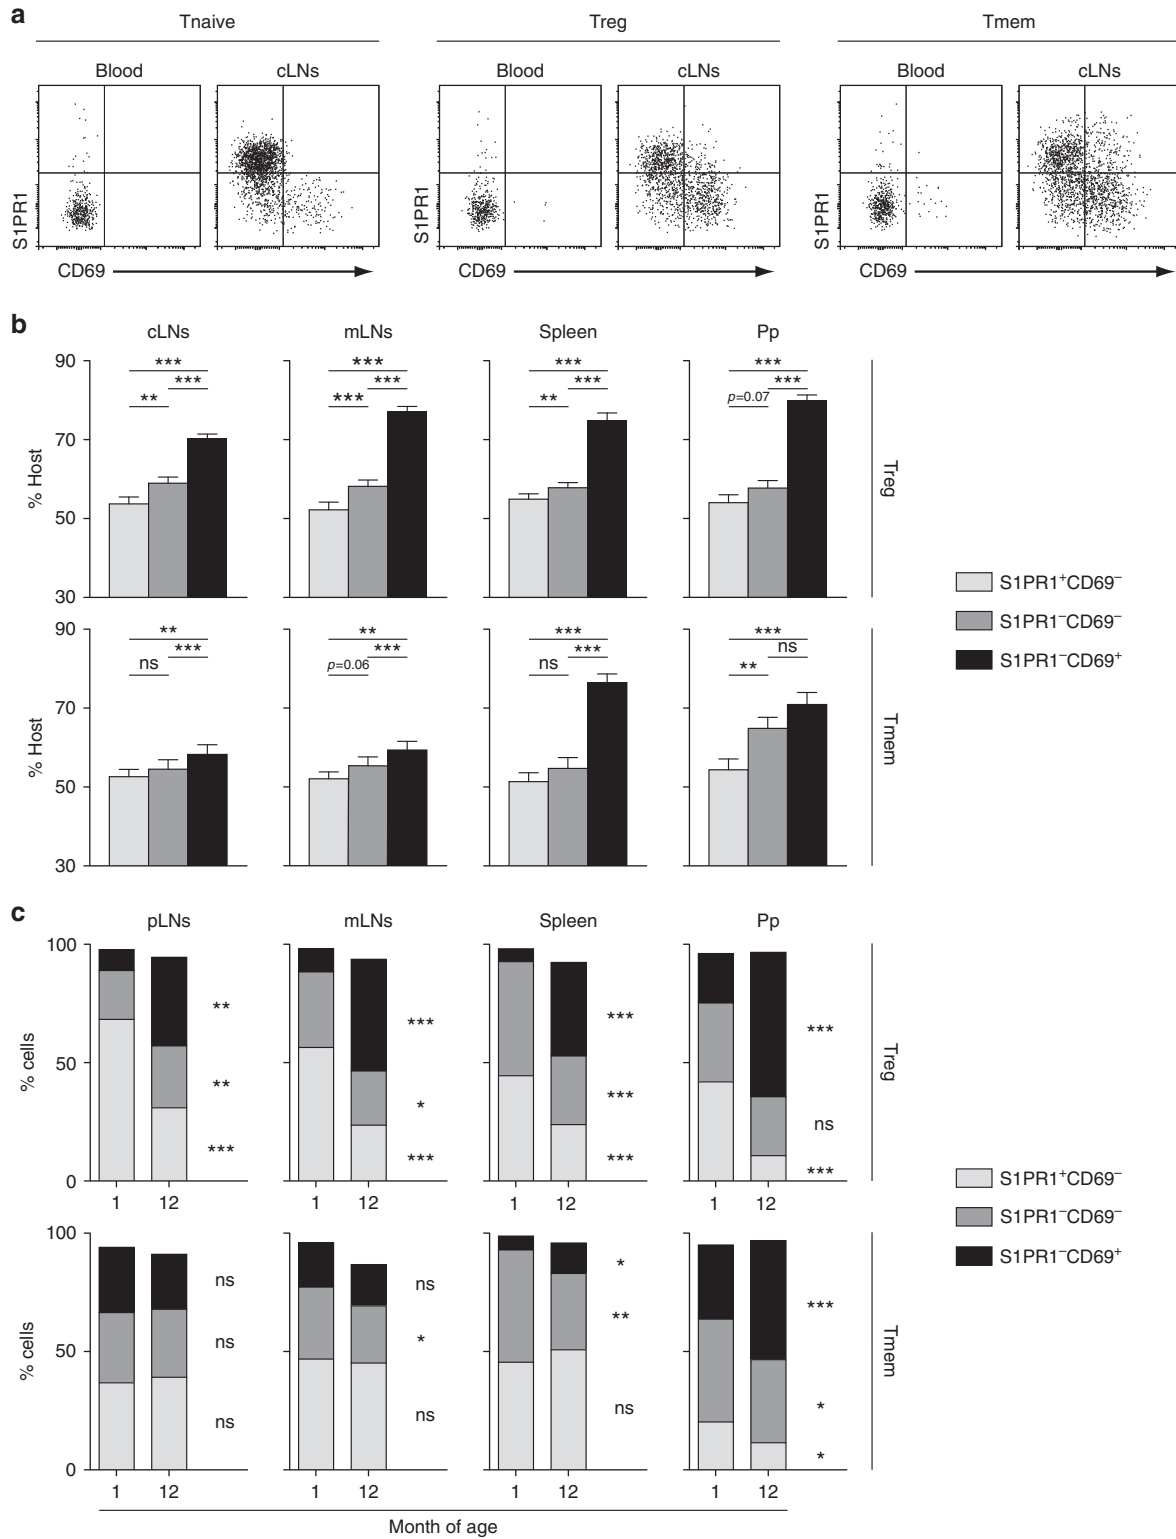 a
Tnaive Treg Tmem
Blood cLNs Blood cLNs Blood cLNs
S1PR1 S1PR1 S1PR1
CD69 CD69 CD69
b
cLNs mLNs Spleen Pp
90
70
50
30
% Host
*** *** *** ***
*** *** *** ***
** *** ** p=0.07
Treg
90
70
50
30
% Host
** ** *** ***
*** *** *** ns
ns p=0.06 ns **
Tmem
S1PR1⁺CD69⁻
S1PR1⁻CD69⁻
S1PR1⁻CD69⁺
c
pLNs mLNs Spleen Pp
100
50
0
% cells
** *** *** ***
** * *** ns
*** *** *** ***
1 12 1 12 1 12 1 12
Treg
100
50
0
% cells
ns ns * ***
ns * ** *
ns ns ns *
1 12 1 12 1 12 1 12
Tmem
Month of age
S1PR1⁺CD69⁻
S1PR1⁻CD69⁻
S1PR1⁻CD69⁺